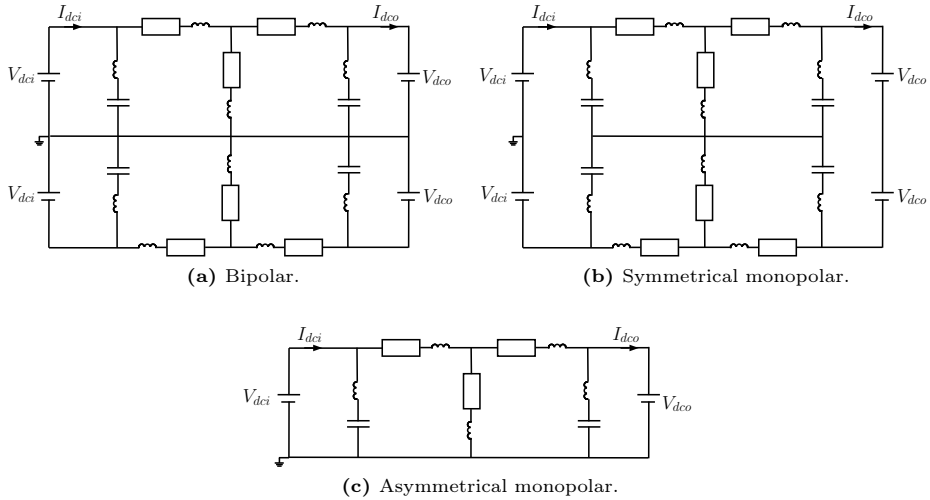 I_dci I_dco I_dci I_dco
V_dci V_dco V_dci V_dco
V_dci V_dco V_dci V_dco
(a) Bipolar. (b) Symmetrical monopolar.
I_dci I_dco
V_dci V_dco
(c) Asymmetrical monopolar.